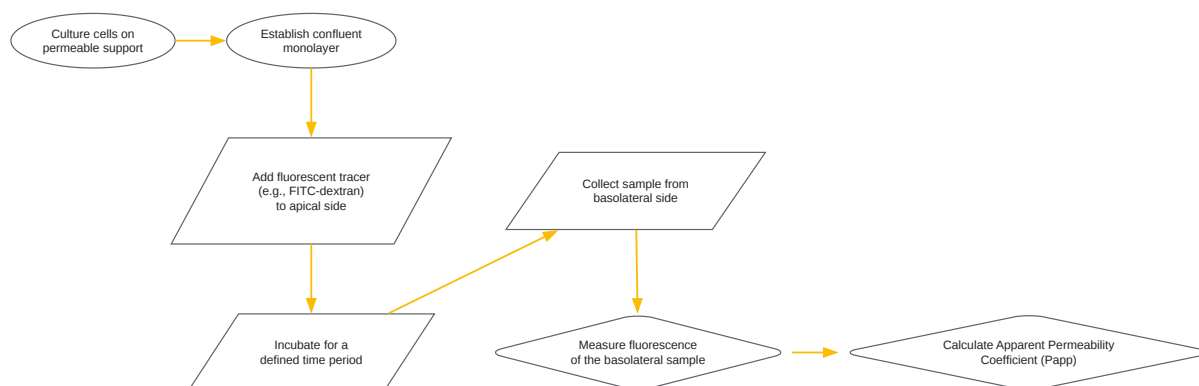 Culture cells on
permeable support
Establish confluent
monolayer
Add fluorescent tracer
(e.g., FITC-dextran)
to apical side
Incubate for a
defined time period
Collect sample from
basolateral side
Measure fluorescence
of the basolateral sample
Calculate Apparent Permeability
Coefficient (Papp)